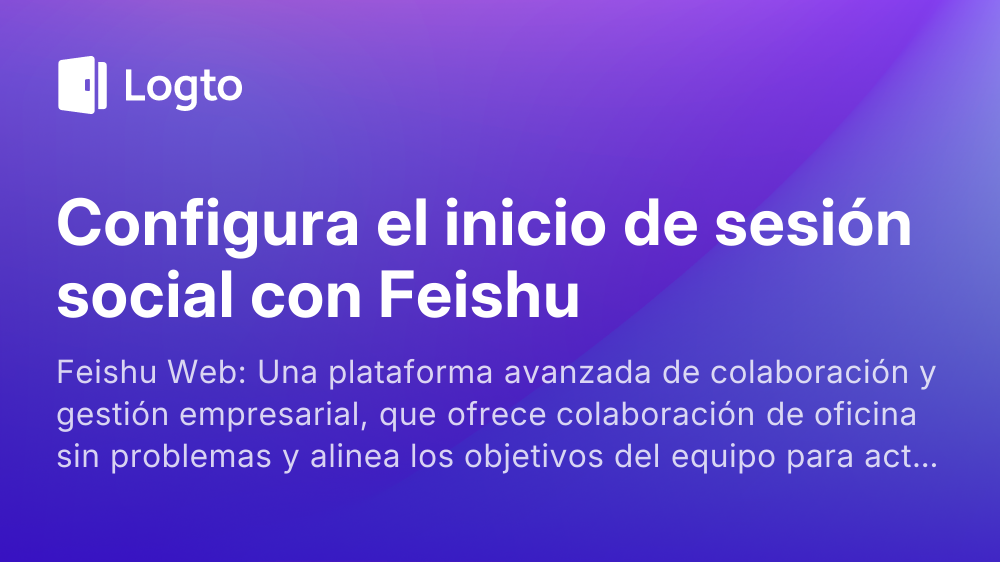 Logto
Configura el inicio de sesión
social con Feishu
Feishu Web: Una plataforma avanzada de colaboración y
gestión empresarial, que ofrece colaboración de oficina
sin problemas y alinea los objetivos del equipo para act...